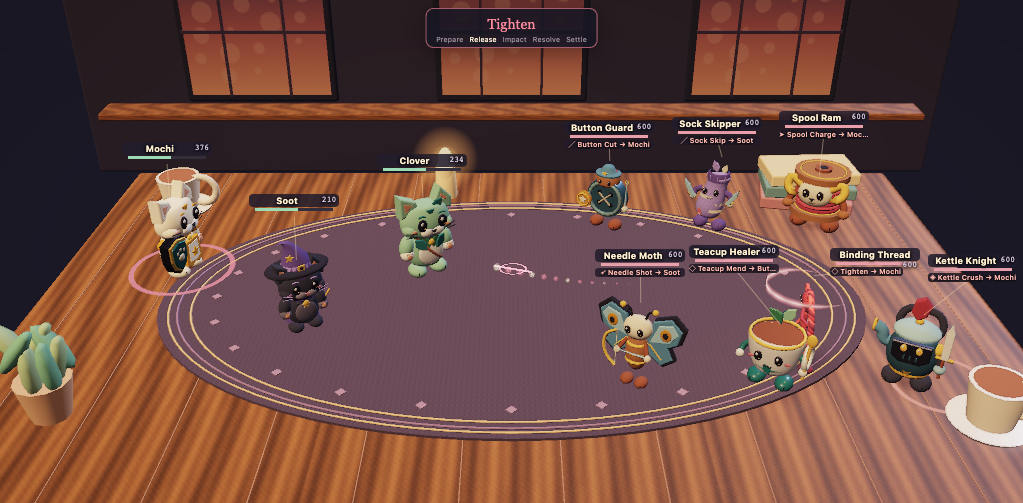 Tighten
Prepare Release Impact Resolve Settle
Mochi 376
Soot 210
Clover 234
Button Guard 600
Button Cut → Mochi
Sock Skipper 600
Sock Skip → Soot
Spool Ram 600
Spool Charge → Moc...
Needle Moth 600
Needle Shot → Soot
Teacup Healer 600
Teacup Mend → But...
Binding Thread 600
Tighten → Mochi
Kettle Knight 600
Kettle Crush → Mochi